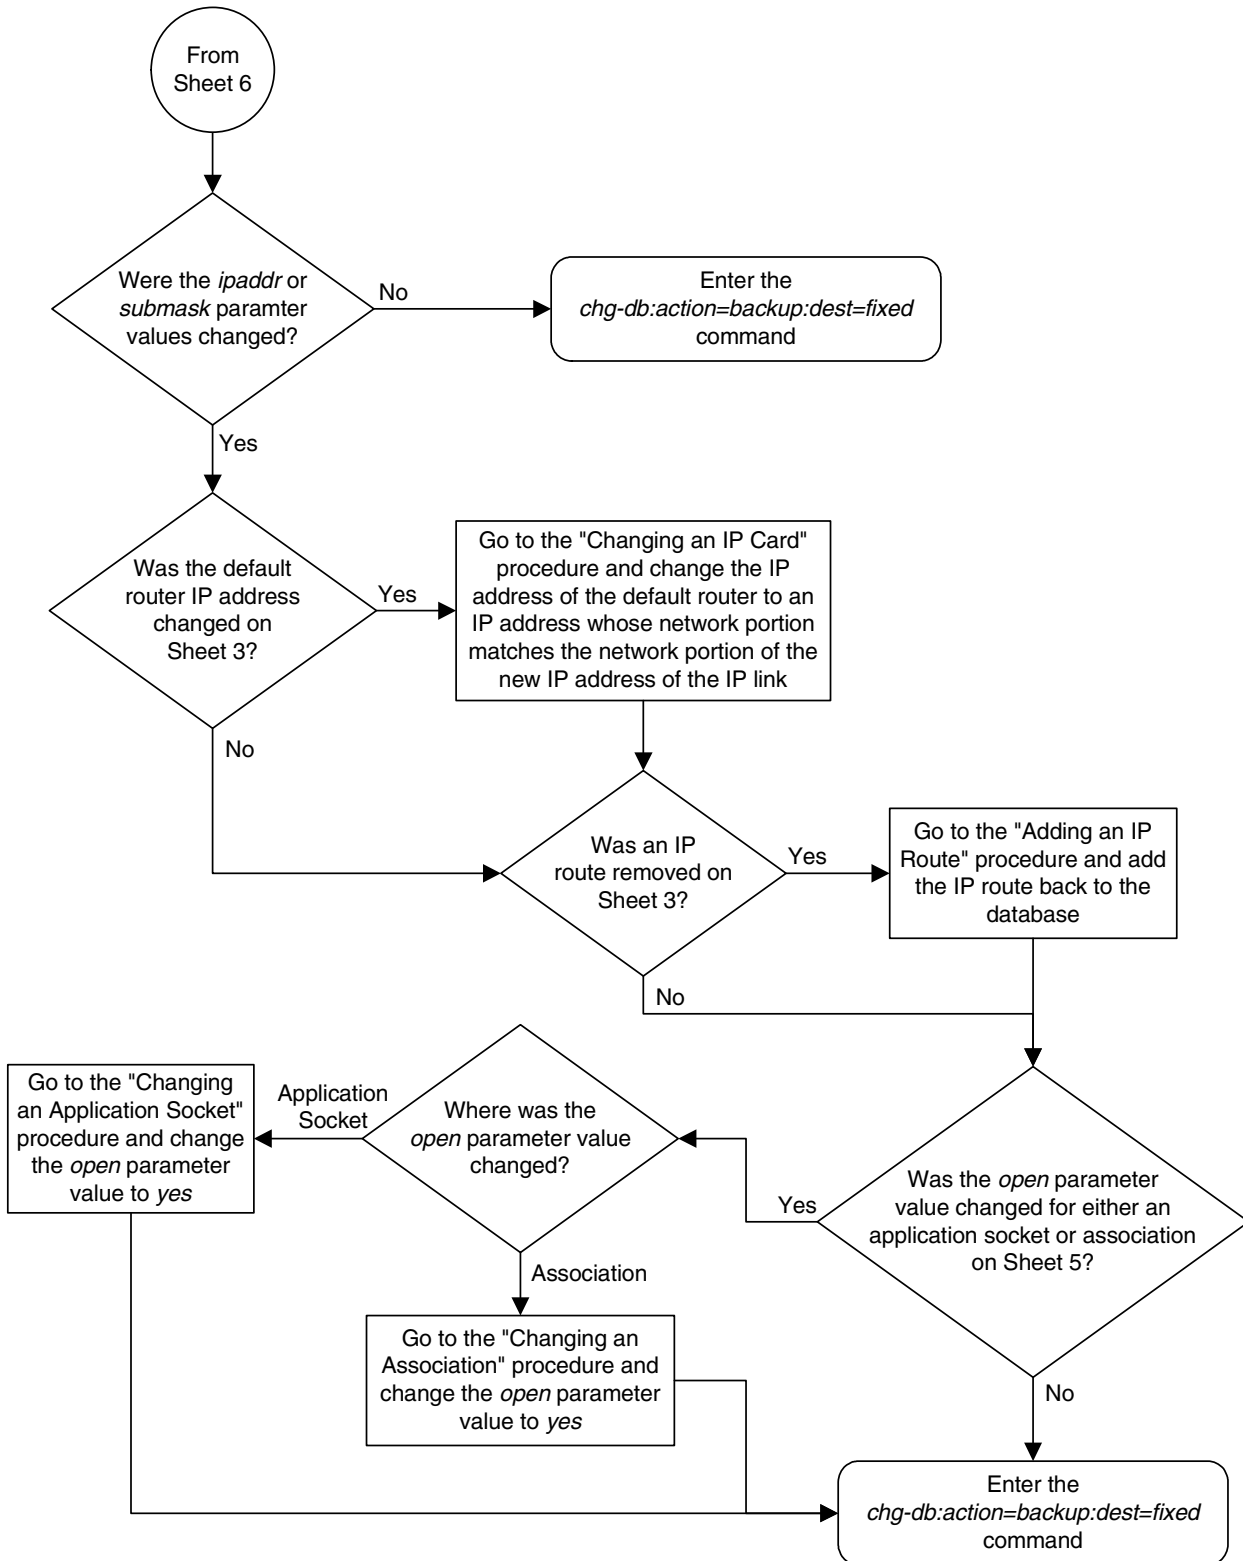 From
Sheet 6
Were the ipaddr or
submask paramter
values changed?
No
Enter the
chg-db:action=backup:dest=fixed
command
Yes
Was the default
router IP address
changed on
Sheet 3?
Yes
Go to the "Changing an IP Card"
procedure and change the IP
address of the default router to an
IP address whose network portion
matches the network portion of the
new IP address of the IP link
No
Was an IP
route removed on
Sheet 3?
Yes
Go to the "Adding an IP
Route" procedure and add
the IP route back to the
database
No
Was the open parameter
value changed for either an
application socket or association
on Sheet 5?
Yes
Where was the
open parameter value
changed?
Application
Socket
Go to the "Changing
an Application Socket"
procedure and change
the open parameter
value to yes
Association
Go to the "Changing an
Association" procedure and
change the open parameter
value to yes
No
Enter the
chg-db:action=backup:dest=fixed
command